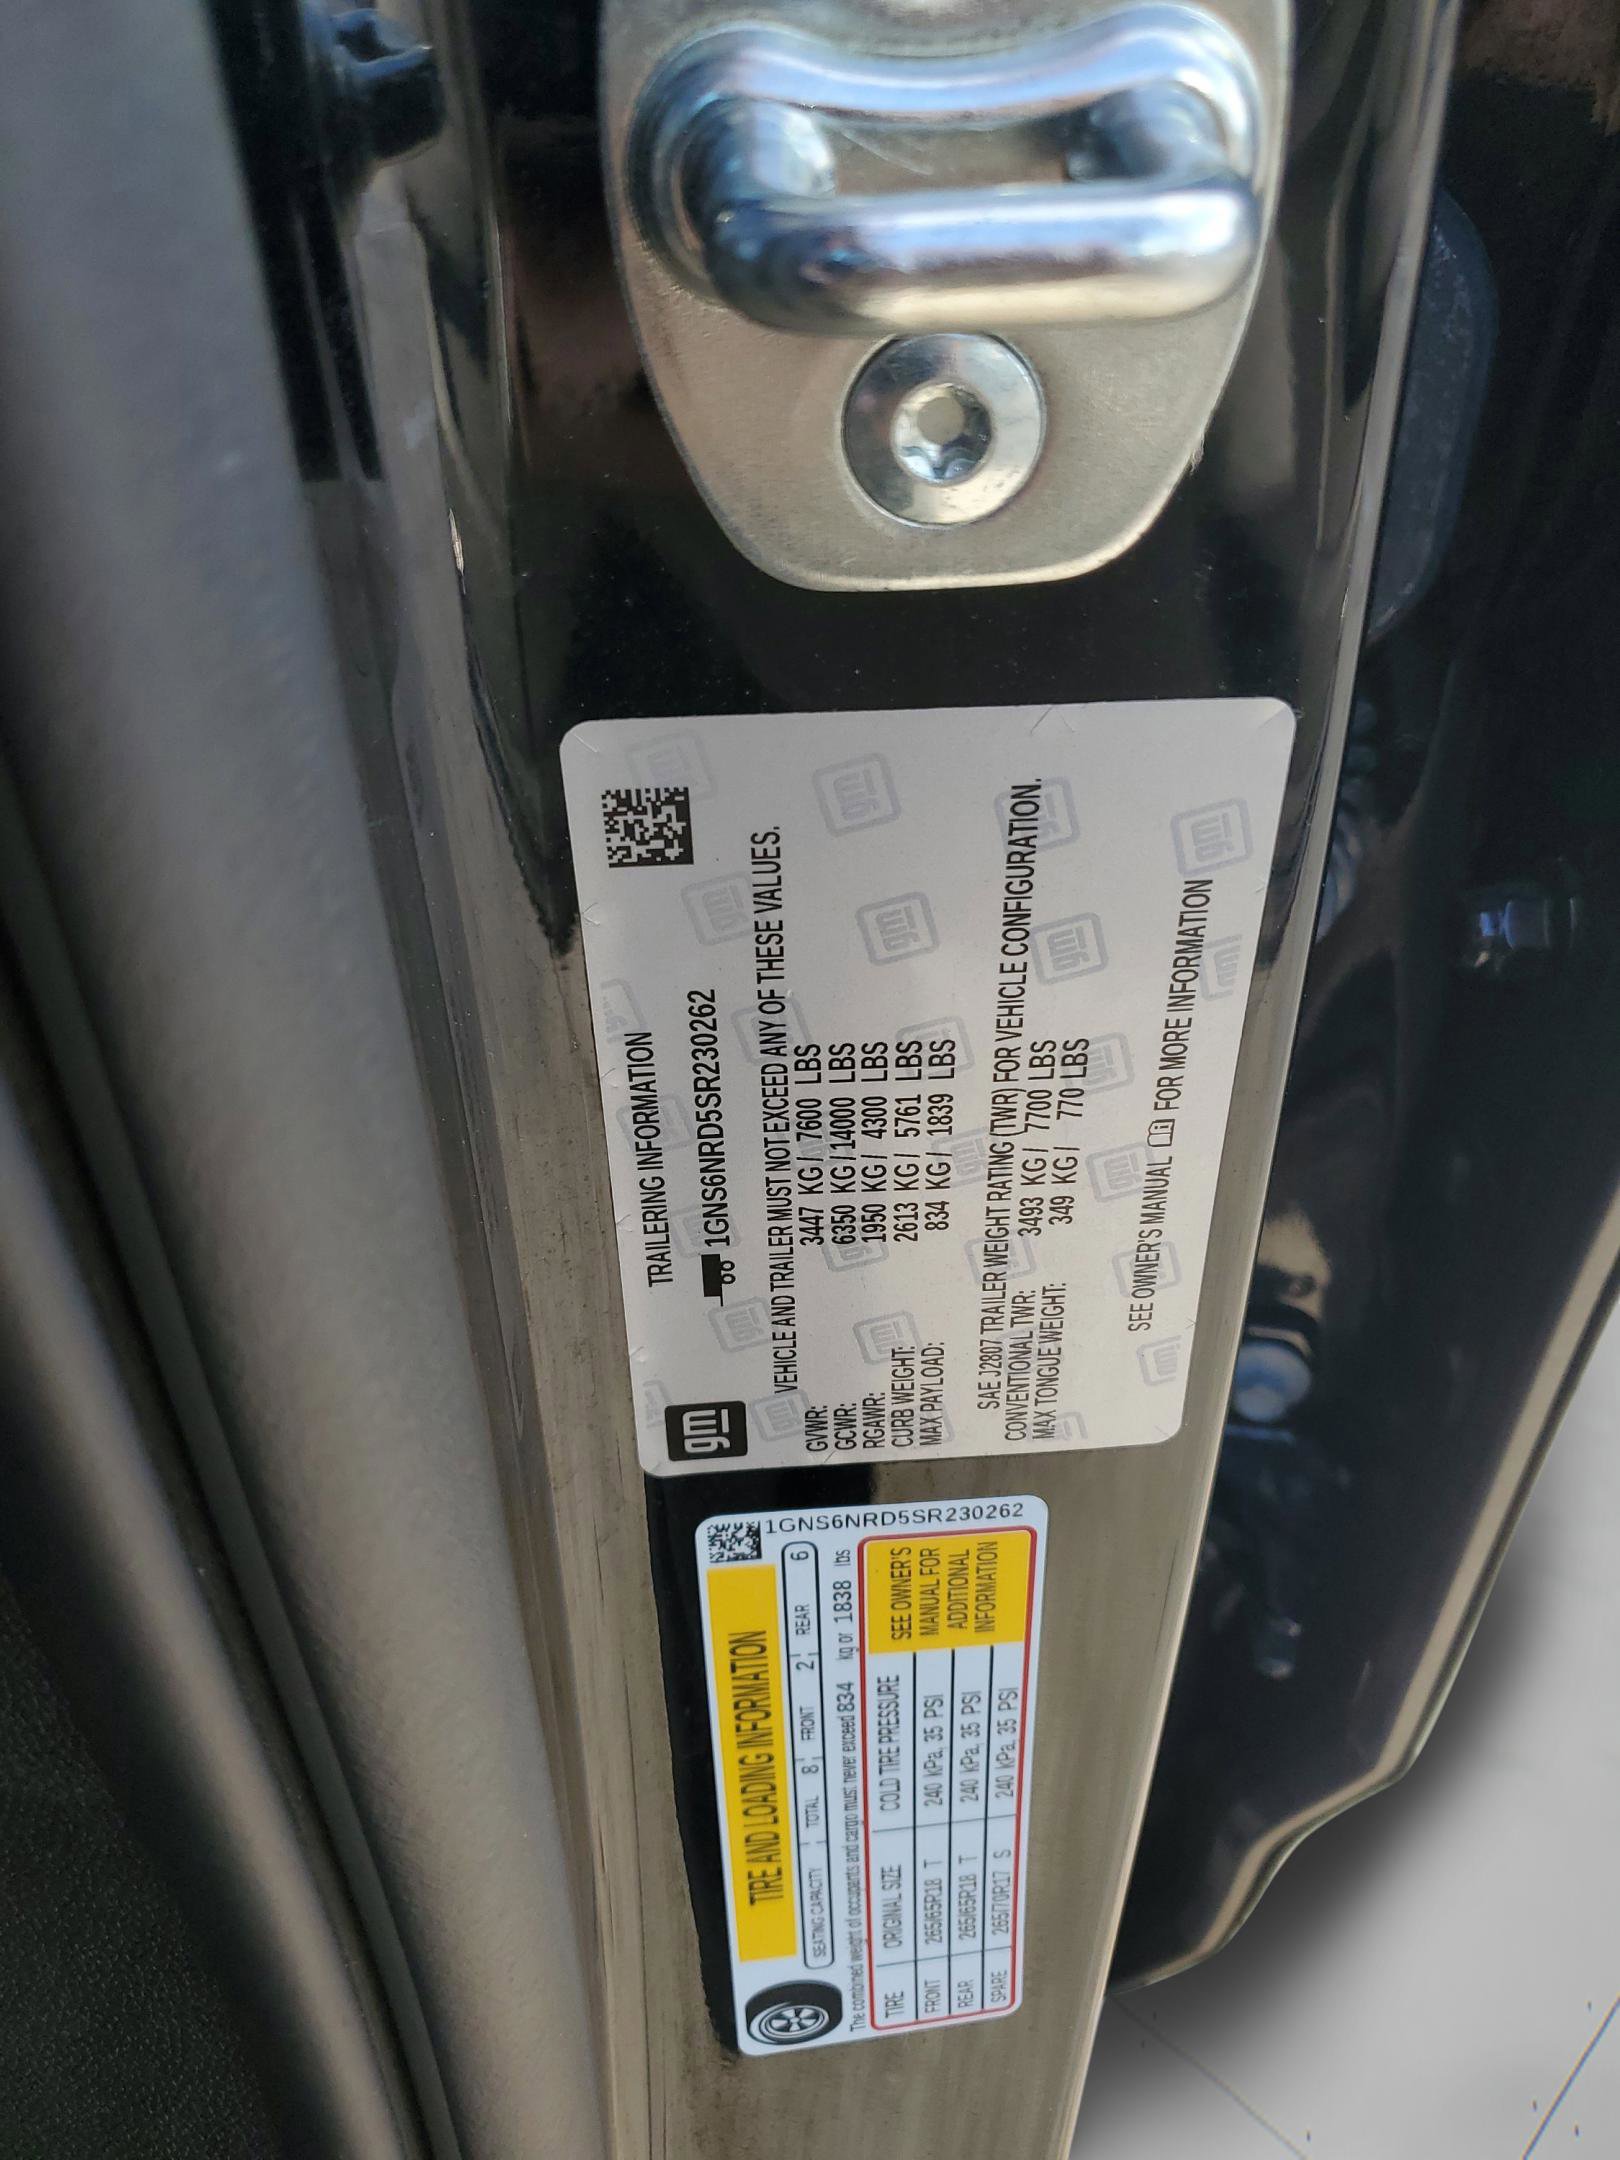 gm
TRAILERING INFORMATION
1GNS6NRD5SR230262
VEHICLE AND TRAILER MUST NOT EXCEED ANY OF THESE VALUES.
GVWR: 3447 KG / 7600 LBS
GCWR: 6350 KG / 14000 LBS
RGAWR: 1950 KG / 4300 LBS
CURB WEIGHT: 2613 KG / 5761 LBS
MAX PAYLOAD: 834 KG / 1839 LBS
SAE J2807 TRAILER WEIGHT RATING (TWR) FOR VEHICLE CONFIGURATION.
CONVENTIONAL TWR: 3493 KG / 7700 LBS
MAX TONGUE WEIGHT: 349 KG / 770 LBS
SEE OWNER'S MANUAL FOR MORE INFORMATION
TIRE AND LOADING INFORMATION
SEATING CAPACITY TOTAL 8 FRONT 2 REAR 6
The combined weight of occupants and cargo must never exceed 834 kg or 1838 lbs
TIRE ORIGINAL SIZE COLD TIRE PRESSURE
FRONT 265/65R18 T 240 kPa, 35 PSI
REAR 265/65R18 T 240 kPa, 35 PSI
SPARE 265/70R17 S 240 kPa, 35 PSI
SEE OWNER'S
MANUAL FOR
ADDITIONAL
INFORMATION
1GNS6NRD5SR230262